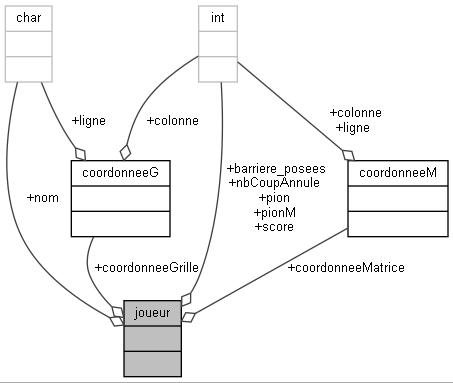 char
int
+colonne
+ligne
+ligne
+colonne
coordonneeG
+barriere_posees
+nbCoupAnnule
+pion
+pionM
+score
coordonneeM
+nom
+coordonneeGrille
+coordonneeMatrice
joueur